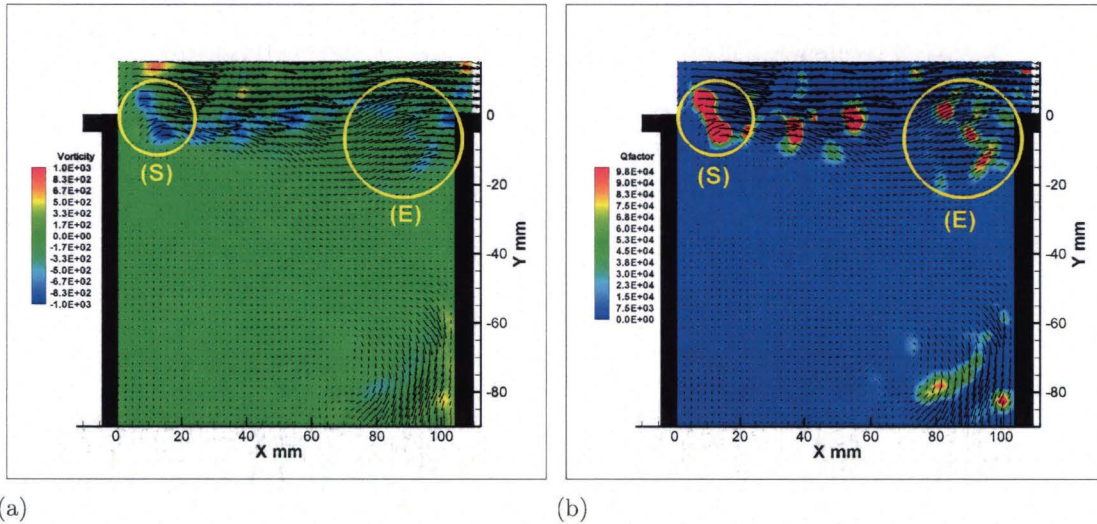 (S)
(E)
Vorticity
1.0E+03
8.3E+02
6.7E+02
5.0E+02
3.3E+02
1.7E+02
0.0E+00
-1.7E+02
-3.3E+02
-5.0E+02
-6.7E+02
-8.3E+02
-1.0E+03
0
-20
-40
-60
-80
Y mm
0 20 40 60 80 100
X mm
(a)
(S)
(E)
Qfactor
9.8E+04
9.0E+04
8.3E+04
7.5E+04
6.8E+04
6.0E+04
5.3E+04
4.5E+04
3.8E+04
3.0E+04
2.3E+04
1.5E+04
7.5E+03
0.0E+00
0
-20
-40
-60
-80
Y mm
0 20 40 60 80 100
X mm
(b)